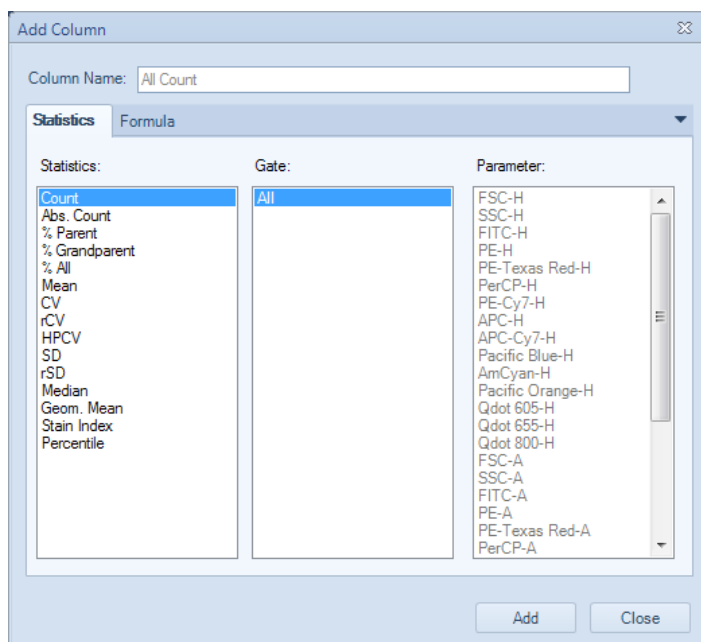 Add Column
Column Name: All Count
Statistics Formula
Statistics:
Count
Abs. Count
% Parent
% Grandparent
% All
Mean
CV
rCV
HPCV
SD
rSD
Median
Geom. Mean
Stain Index
Percentile
Gate:
All
Parameter:
FSC-H
SSC-H
FITC-H
PE-H
PE-Texas Red-H
PerCP-H
PE-Cy7-H
APC-H
APC-Cy7-H
Pacific Blue-H
AmCyan-H
Pacific Orange-H
Qdot 605-H
Qdot 655-H
Qdot 800-H
FSC-A
SSC-A
FITC-A
PE-A
PE-Texas Red-A
PerCP-A
Add Close